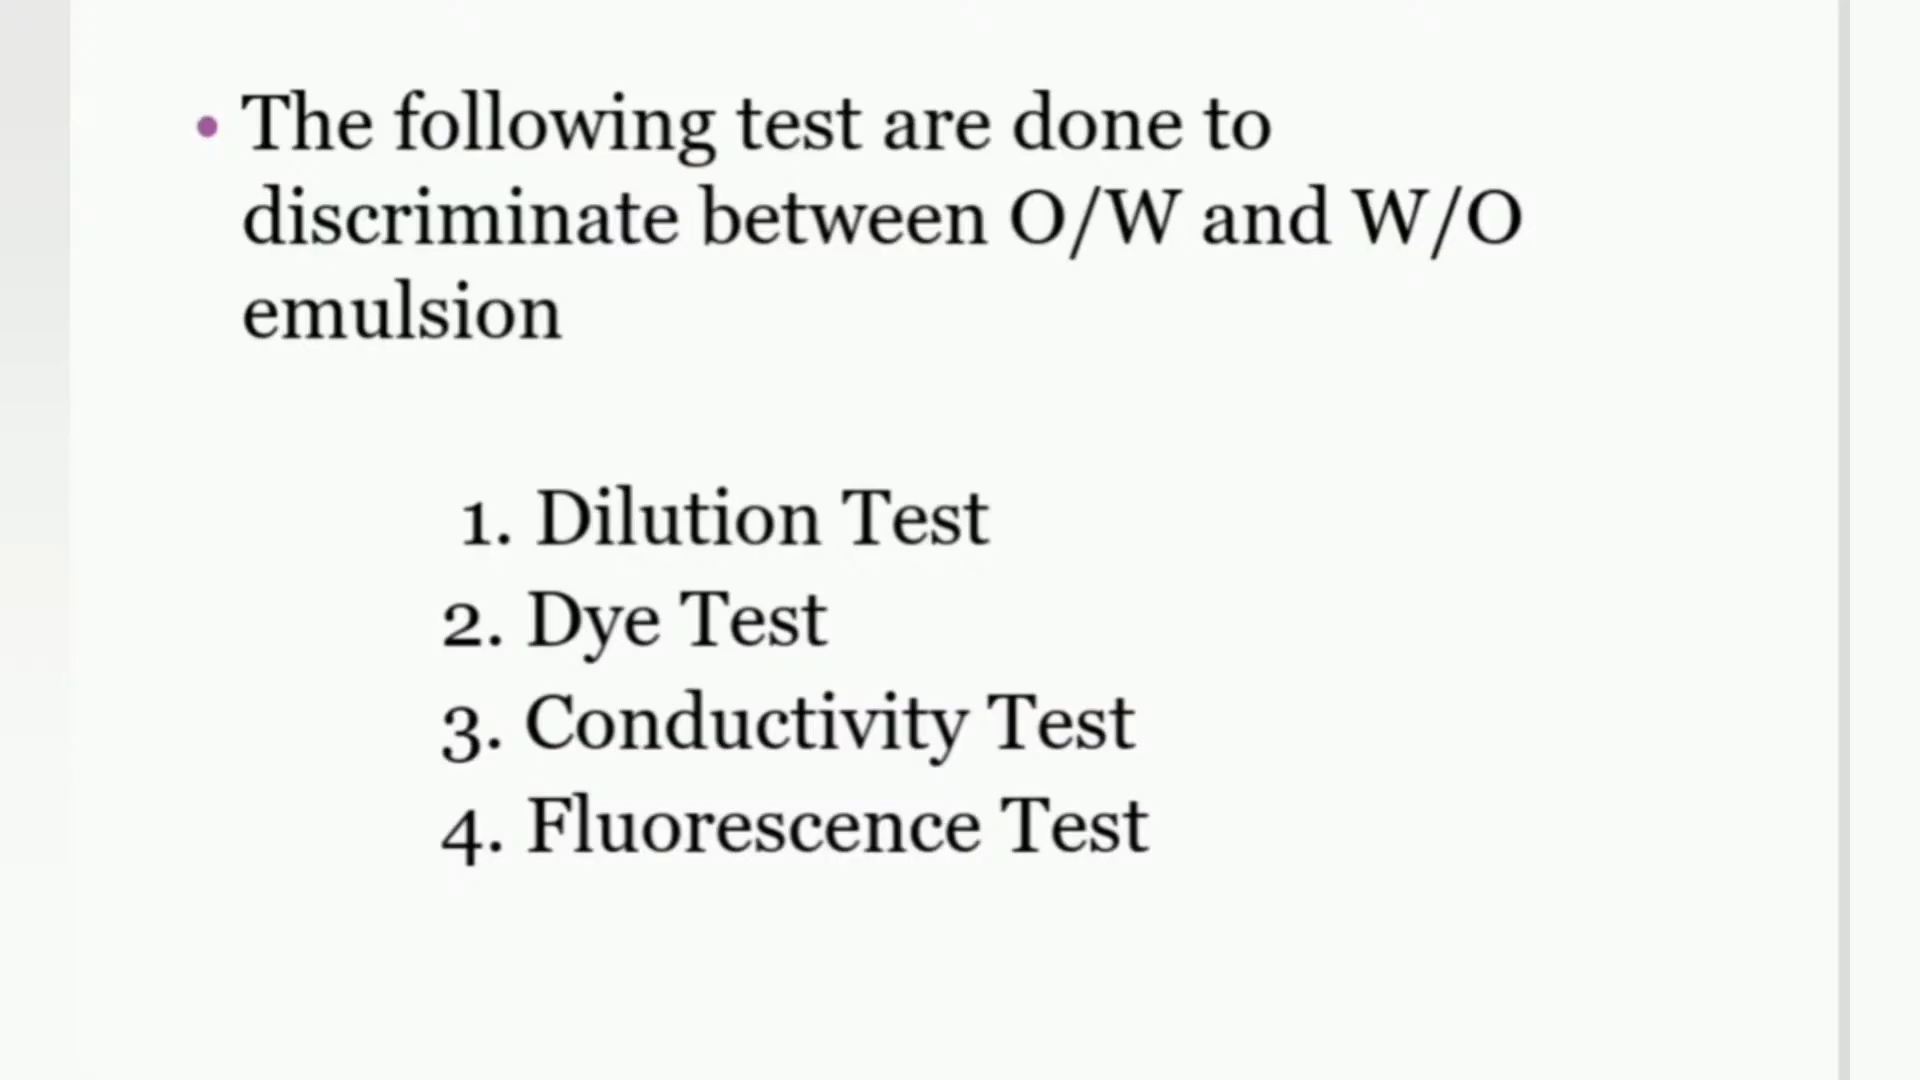 • The following test are done to
discriminate between O/W and W/O
emulsion
1. Dilution Test
2. Dye Test
3. Conductivity Test
4. Fluorescence Test